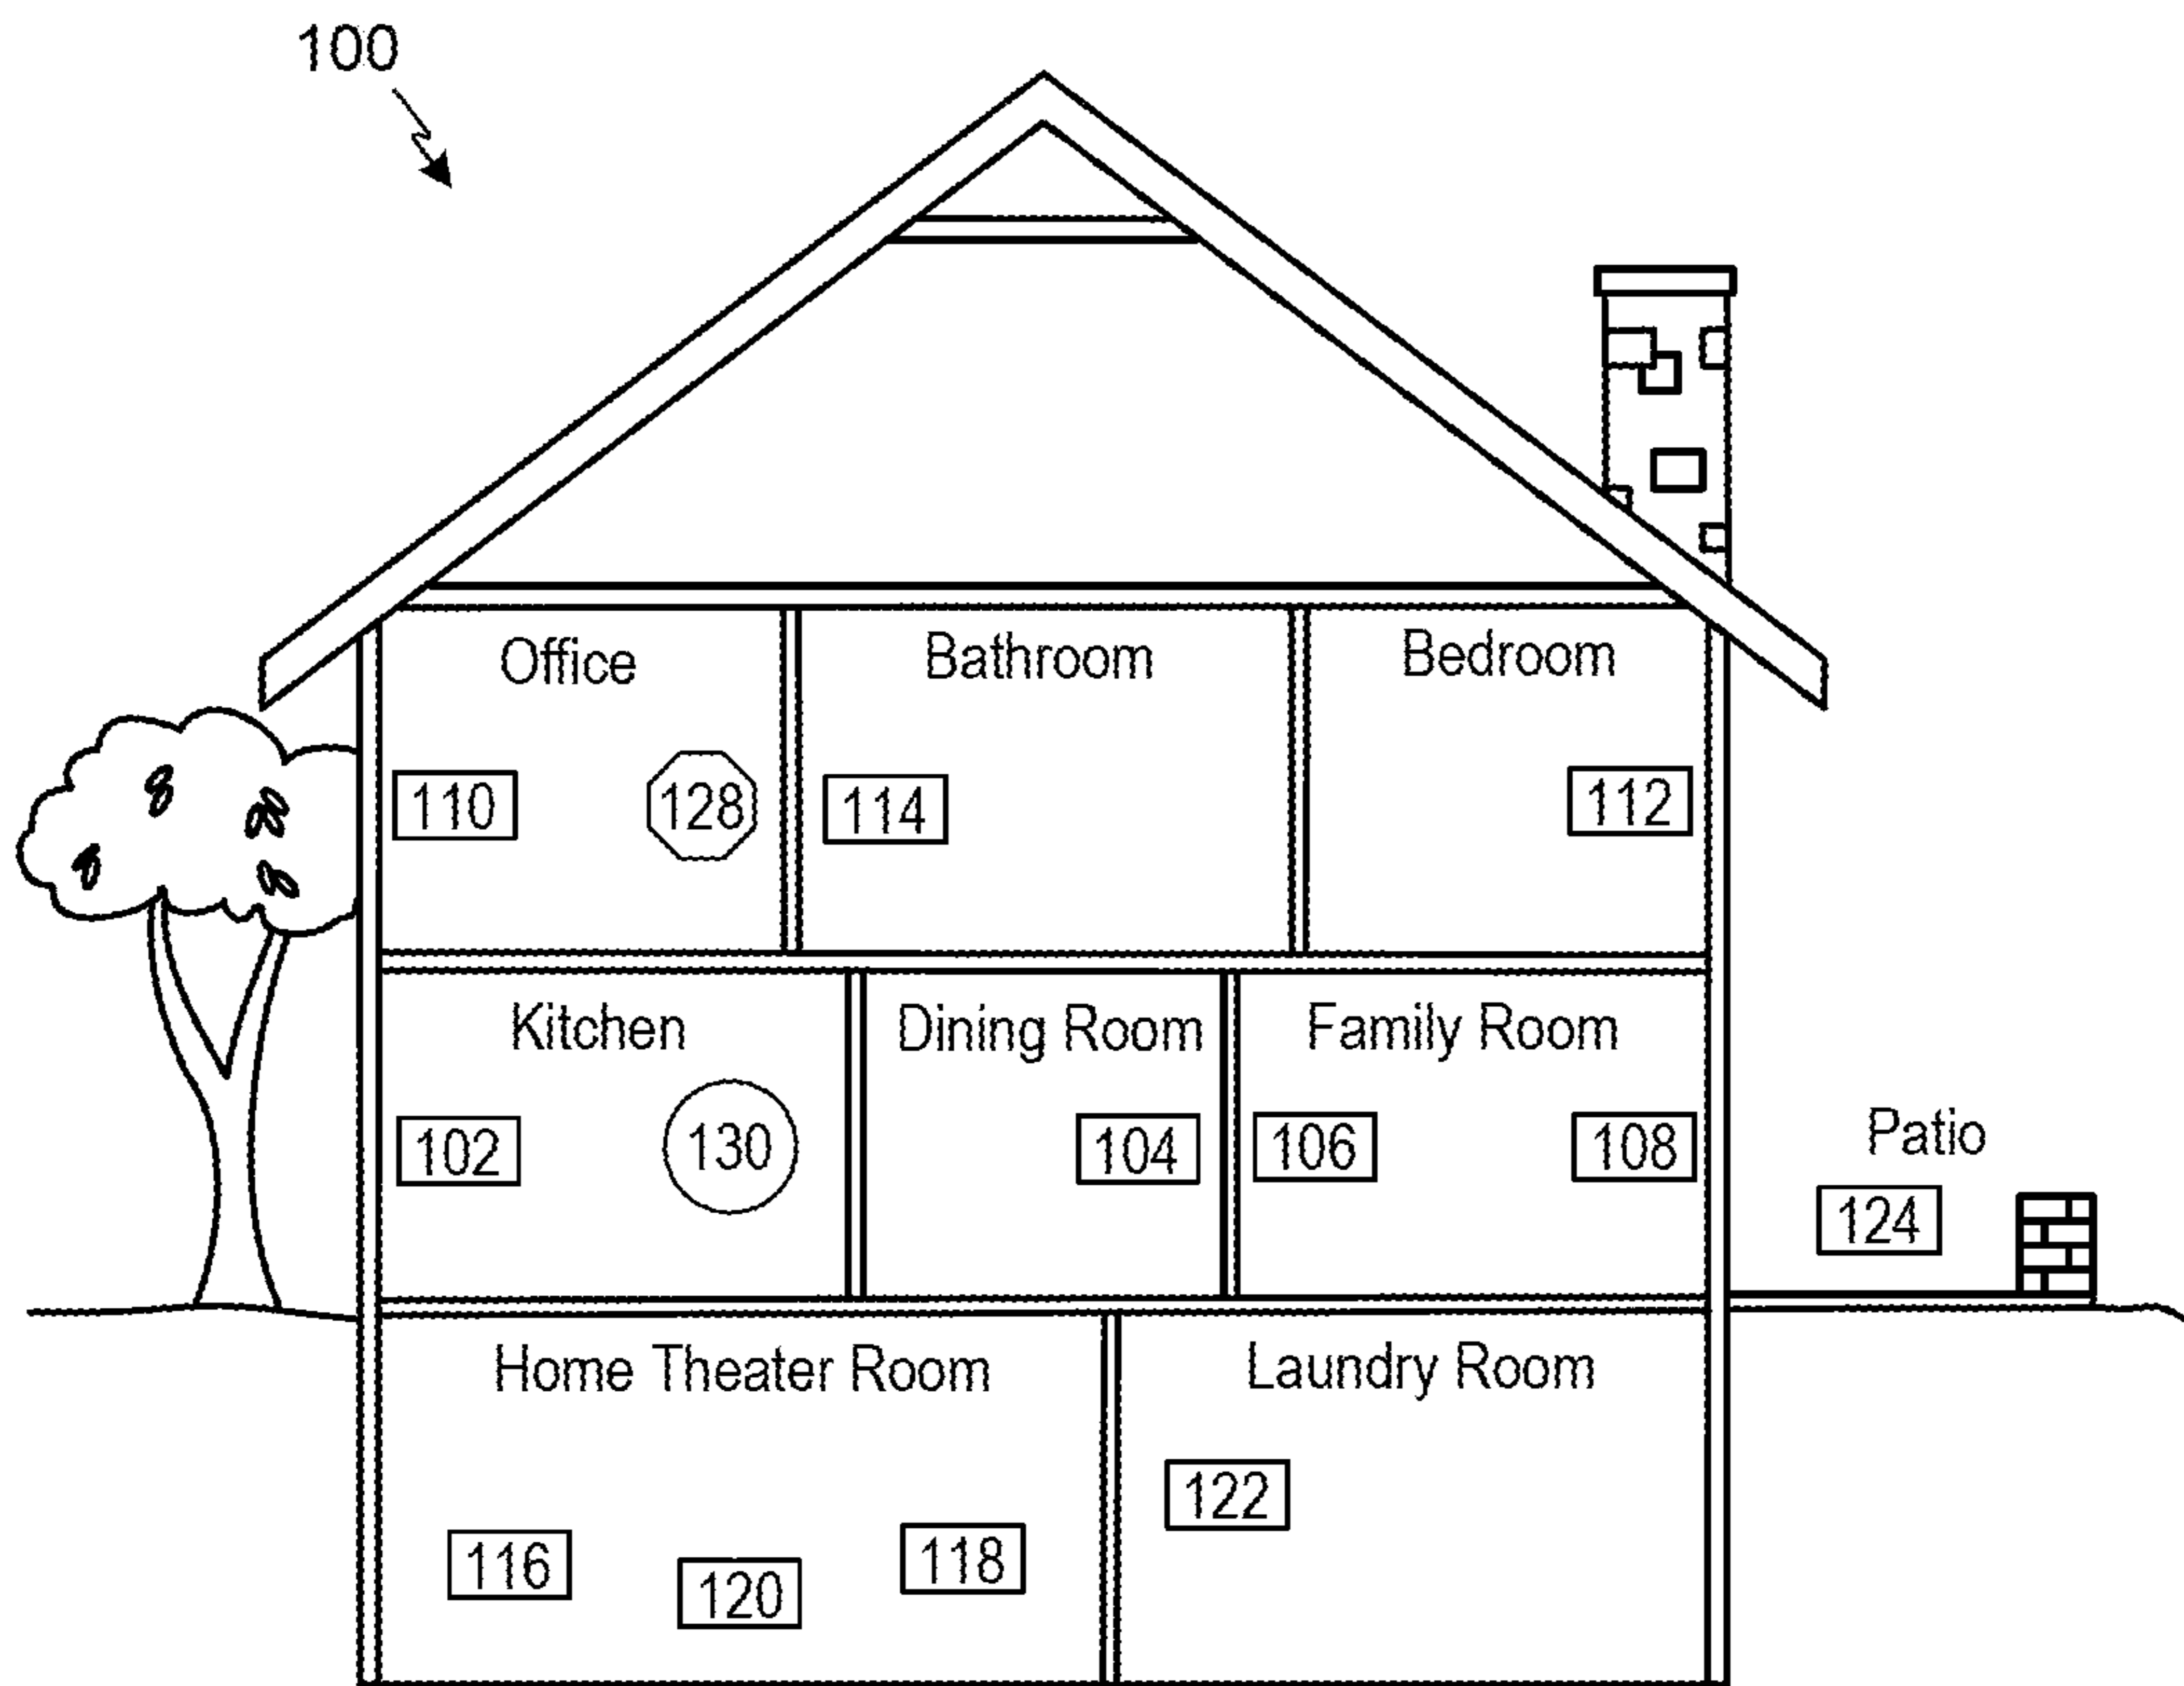 100
Office
Bathroom
Bedroom
110
128
114
112
Kitchen
Dining Room
Family Room
102
130
104
106
108
Patio
124
Home Theater Room
Laundry Room
122
116
120
118